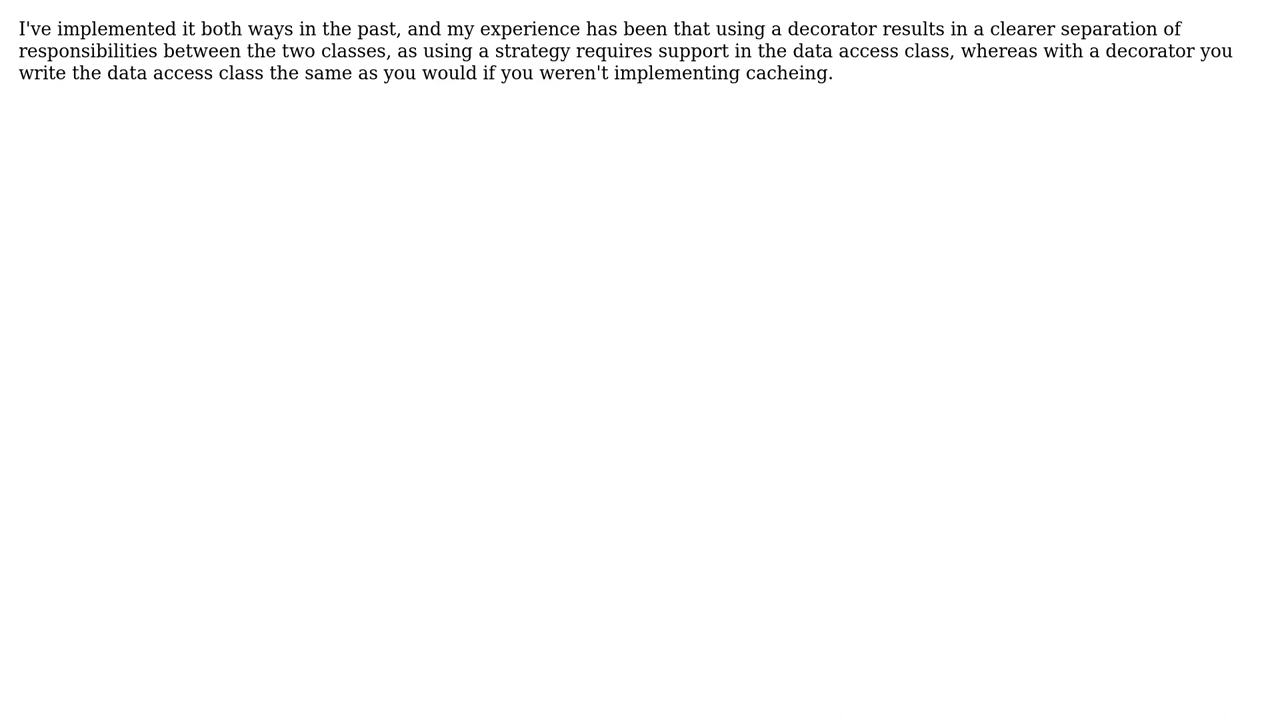 I've implemented it both ways in the past, and my experience has been that using a decorator results in a clearer separation of
responsibilities between the two classes, as using a strategy requires support in the data access class, whereas with a decorator you
write the data access class the same as you would if you weren't implementing cacheing.